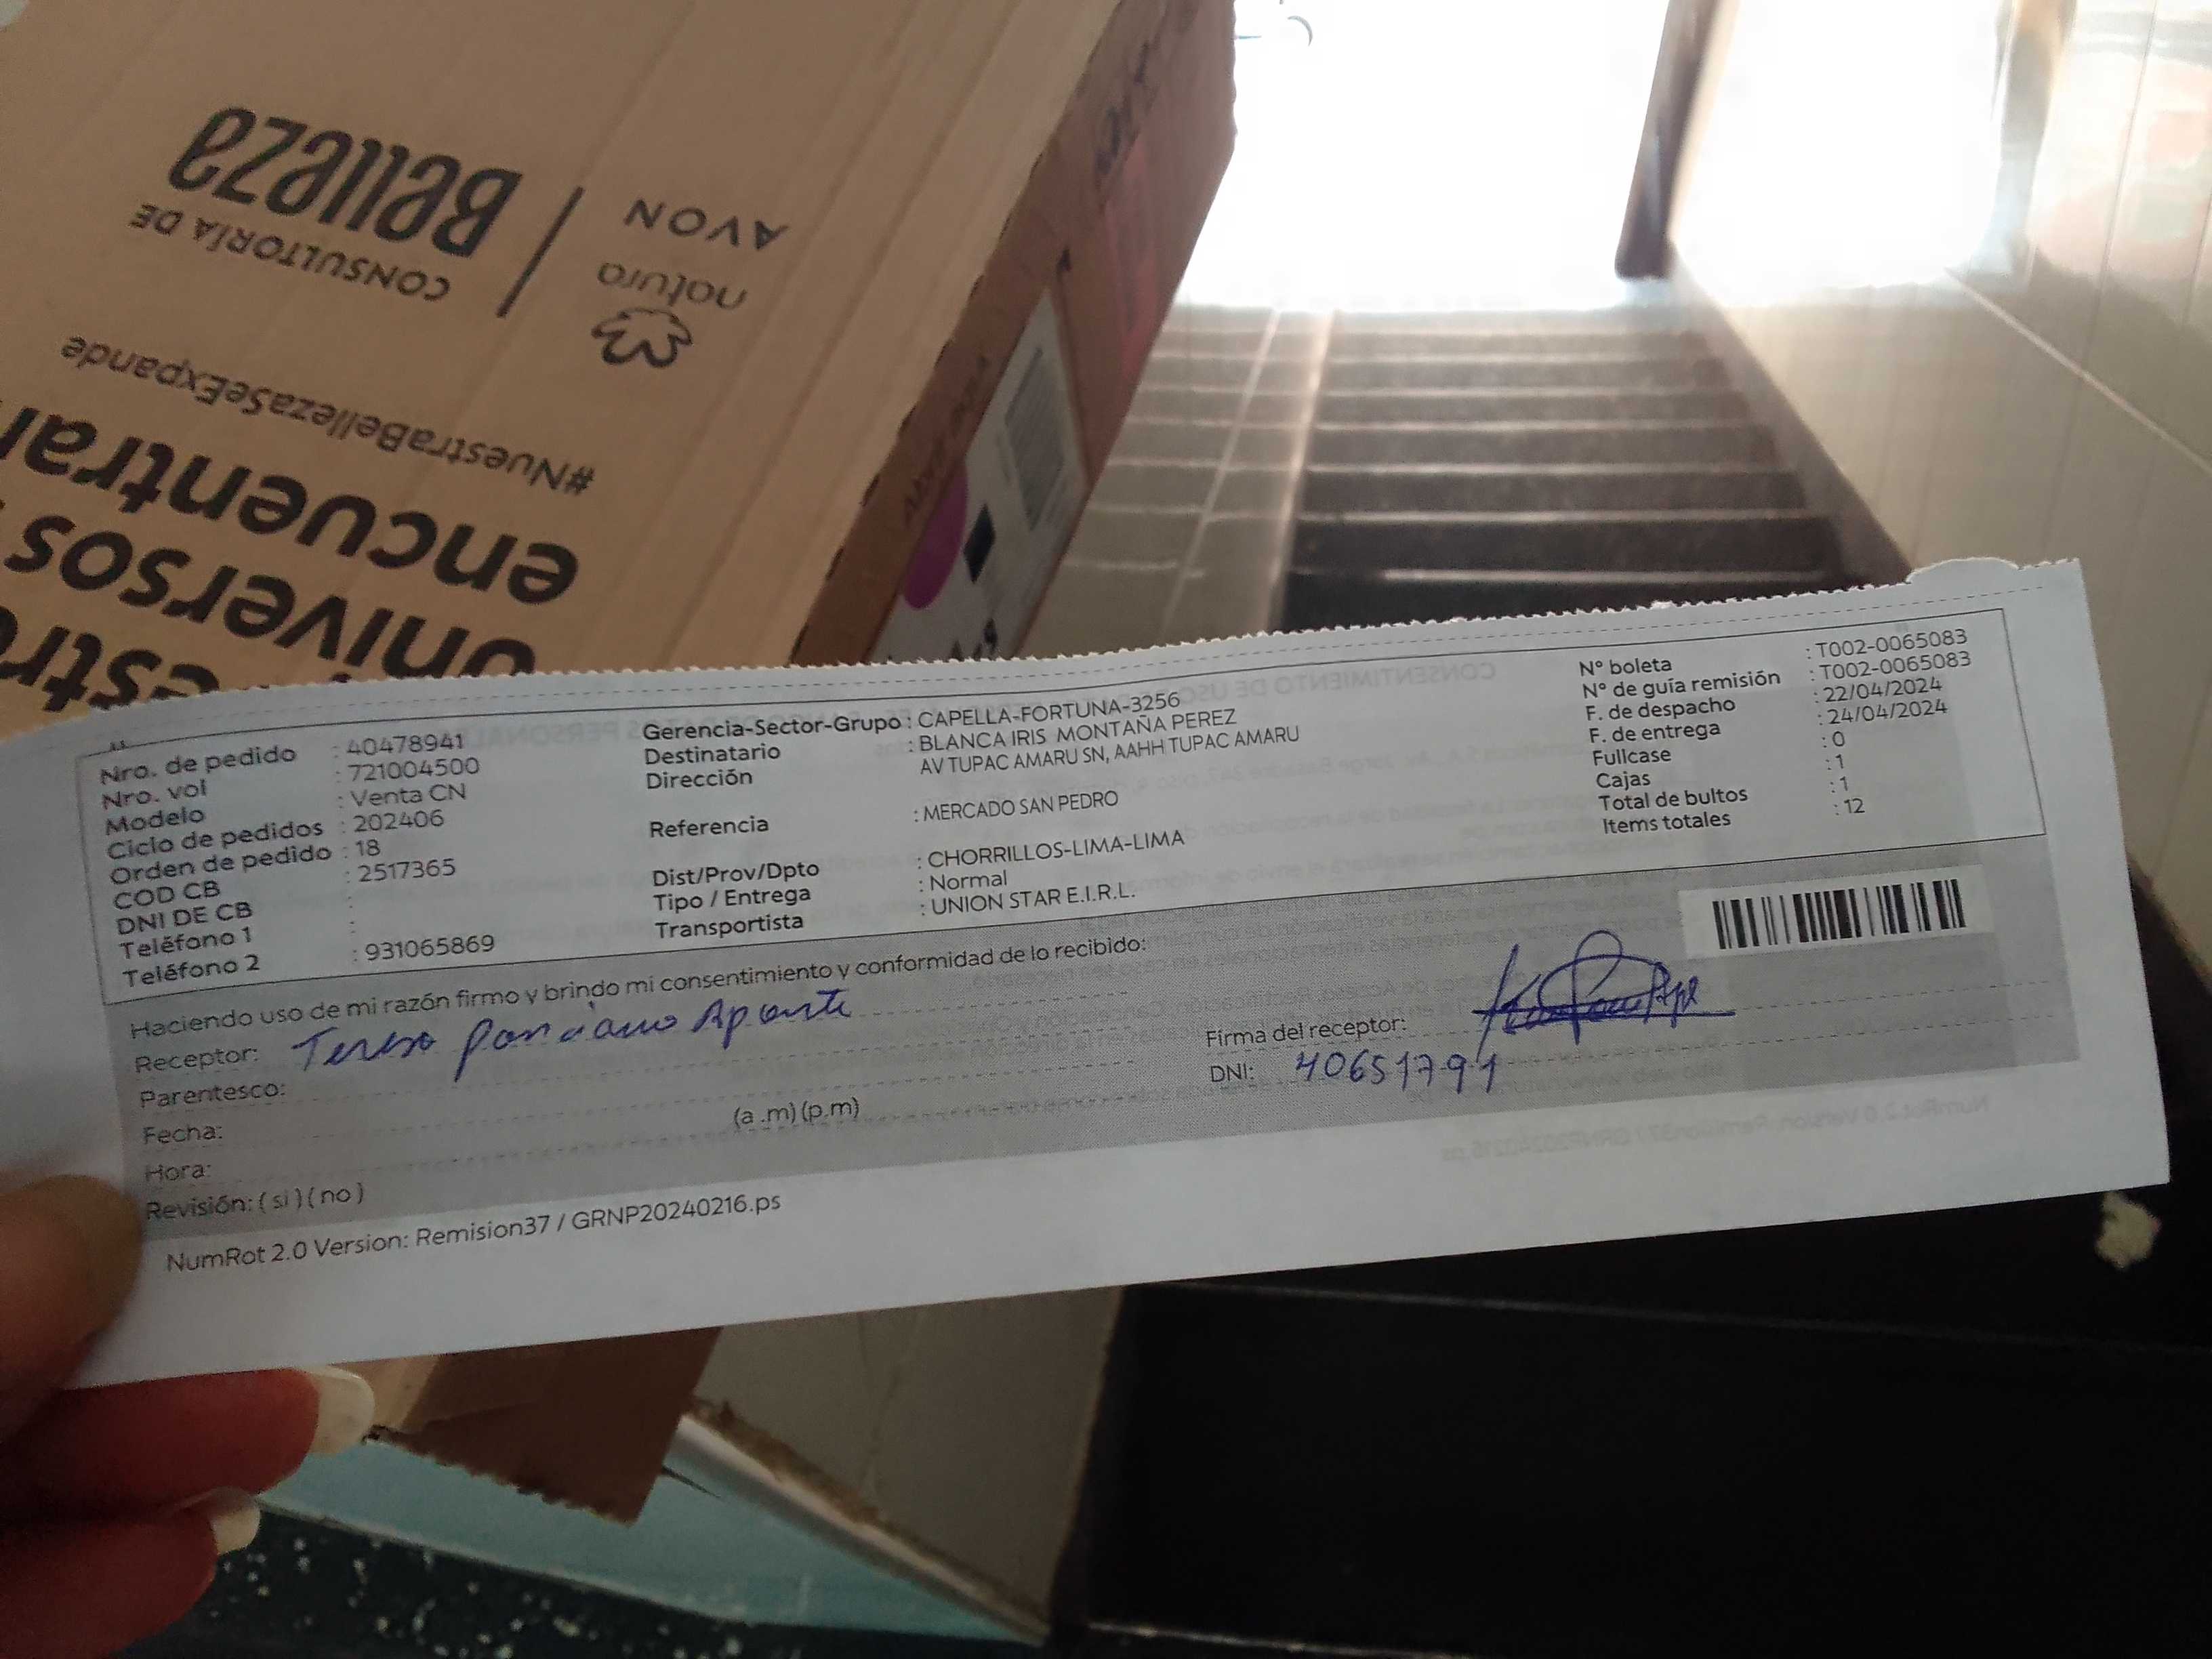 CONSULTORÍA DE
Belleza
natura
AVON
#NuestraBellezaSeExpande
encuentran
universos
Nro. de pedido : 40478941
Nro. vol : 721004500
Modelo : Venta CN
Ciclo de pedidos : 202406
Orden de pedido : 18
COD CB : 2517365
DNI DE CB :
Teléfono 1 :
Teléfono 2 : 931065869
Gerencia-Sector-Grupo : CAPELLA-FORTUNA-3256
Destinatario : BLANCA IRIS MONTAÑA PEREZ
Dirección AV TUPAC AMARU SN, AAHH TUPAC AMARU
Referencia : MERCADO SAN PEDRO
Dist/Prov/Dpto : CHORRILLOS-LIMA-LIMA
Tipo / Entrega : Normal
Transportista : UNION STAR E.I.R.L.
N° boleta : T002-0065083
N° de guía remisión : T002-0065083
F. de despacho : 22/04/2024
F. de entrega : 24/04/2024
Fullcase : 0
Cajas : 1
Total de bultos : 1
Items totales : 12
Haciendo uso de mi razón firmo y brindo mi consentimiento y conformidad de lo recibido:
Receptor: Teresa Aponte
Parentesco:
Fecha:
Hora: (a .m) (p.m)
Revisión: ( si ) ( no )
Firma del receptor:
DNI: 40651791
NumRot 2.0 Version: Remision37 / GRNP20240216.ps